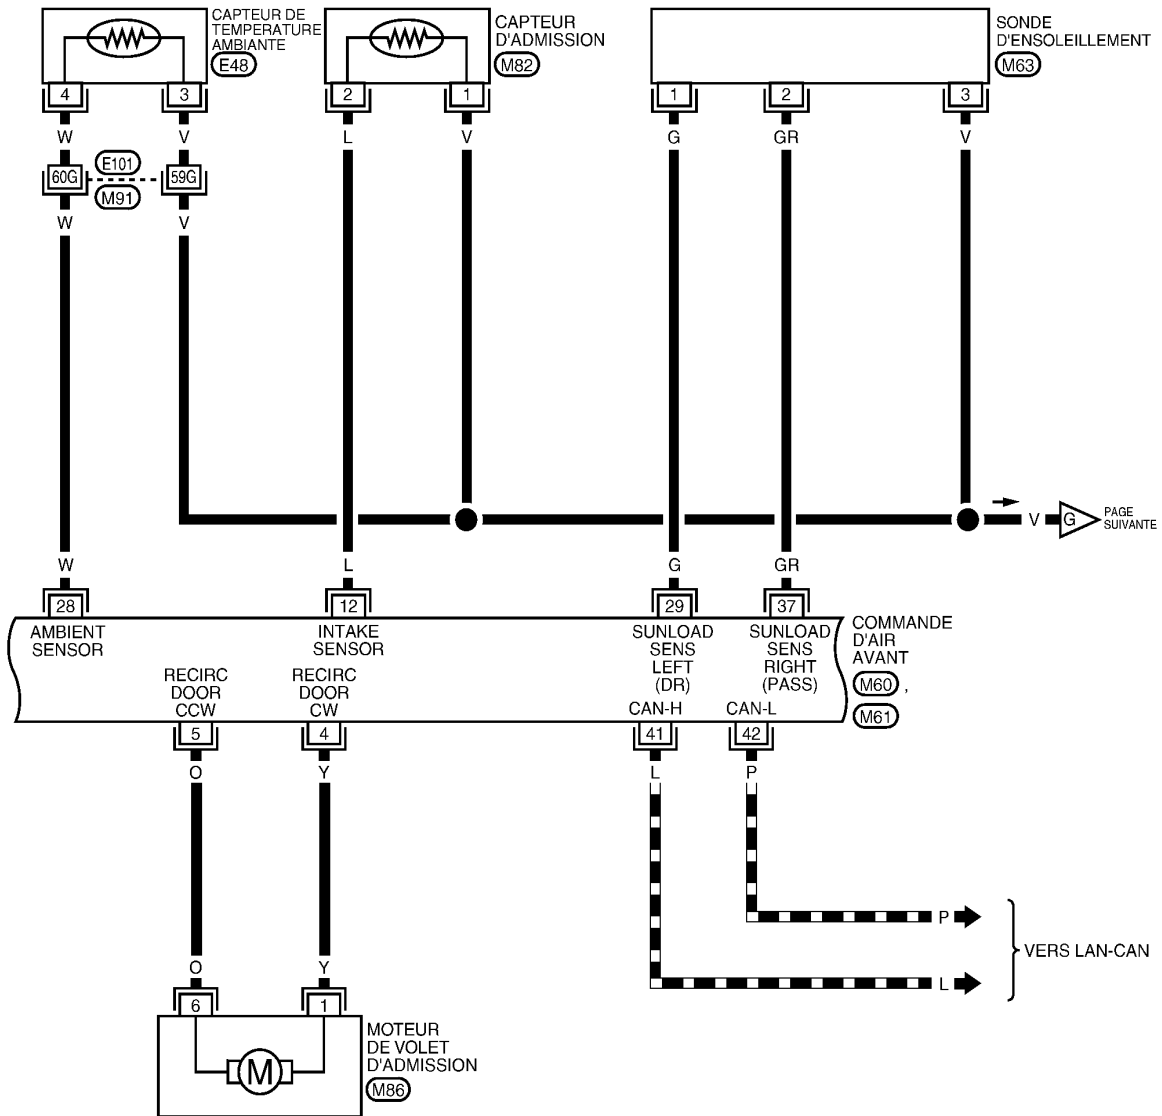 CAPTEUR DE
TEMPERATURE
AMBIANTE
E48
CAPTEUR
D'ADMISSION
M82
SONDE
D'ENSOLEILLEMENT
M63
4 3 2 1 1 2 3
W V L V G GR V
60G E101 59G
M91
W V
V G PAGE
SUIVANTE
W L G GR
28 12 29 37
AMBIENT
SENSOR
INTAKE
SENSOR
SUNLOAD
SENS
LEFT
(DR)
SUNLOAD
SENS
RIGHT
(PASS)
COMMANDE
D'AIR
AVANT
M60 ,
M61
RECIRC
DOOR
CCW
RECIRC
DOOR
CW
CAN-H
CAN-L
5 4 41 42
O Y L P
P
VERS LAN-CAN
L
O Y
6 1
M
MOTEUR
DE VOLET
D'ADMISSION
M86